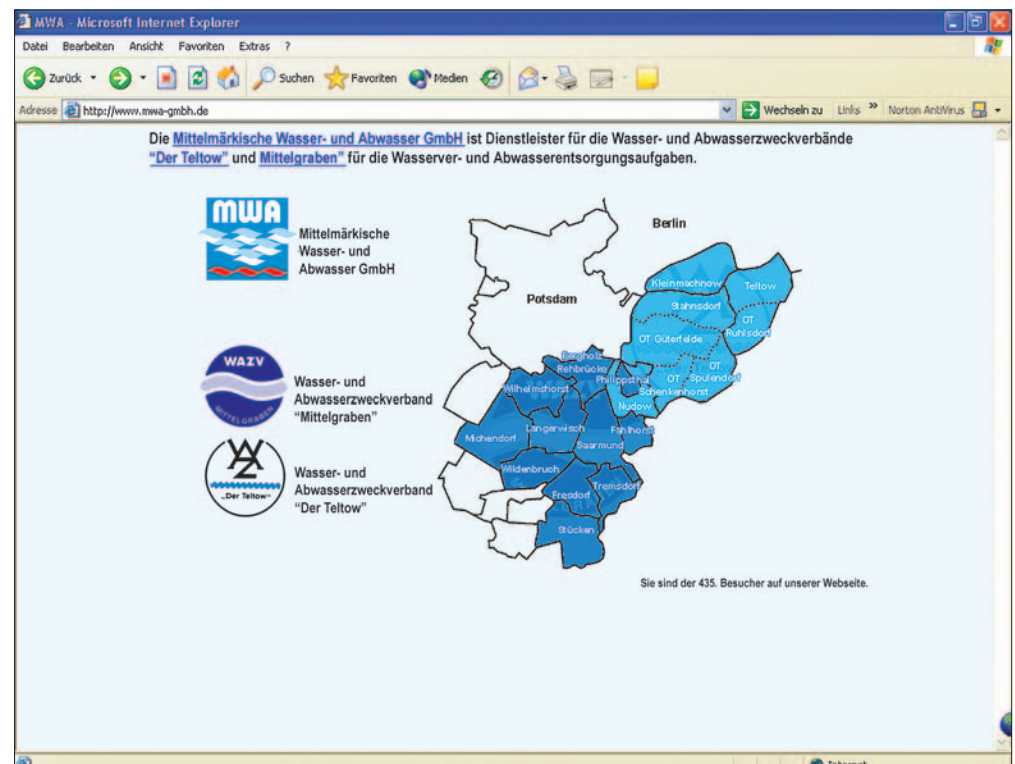 MWA - Microsoft Internet Explorer
Datei Bearbeiten Ansicht Favoriten Extras ?
Zurück Suchen Favoriten Medien
Adresse http://www.mwa-gmbh.de Wechseln zu Links » Norton AntiVirus
Die Mittelmärkische Wasser- und Abwasser GmbH ist Dienstleister für die Wasser- und Abwasserzweckverbände
"Der Teltow" und Mittelgraben" für die Wasserver- und Abwasserentsorgungsaufgaben.
MWA
Mittelmärkische
Wasser- und
Abwasser GmbH
Berlin
Potsdam
Kleinmachnow
Teltow
Stahnsdorf
OT
Ruhlsdorf
OT Güterfelde
Bergholz
Rehbrücke
Philippsthal
OT
OT
Sputendorf
Schenkenhorst
Nudow
Wilhelmshorst
Langerwisch
Fahlhorst
Michendorf
Saarmund
Wildenbruch
Fresdorf
Tremsdorf
Stücken
WAZV
MITTELGRABEN
Wasser- und
Abwasserzweckverband
"Mittelgraben"
WAZ
„Der Teltow"
Wasser- und
Abwasserzweckverband
"Der Teltow"
Sie sind der 435. Besucher auf unserer Webseite.
Internet